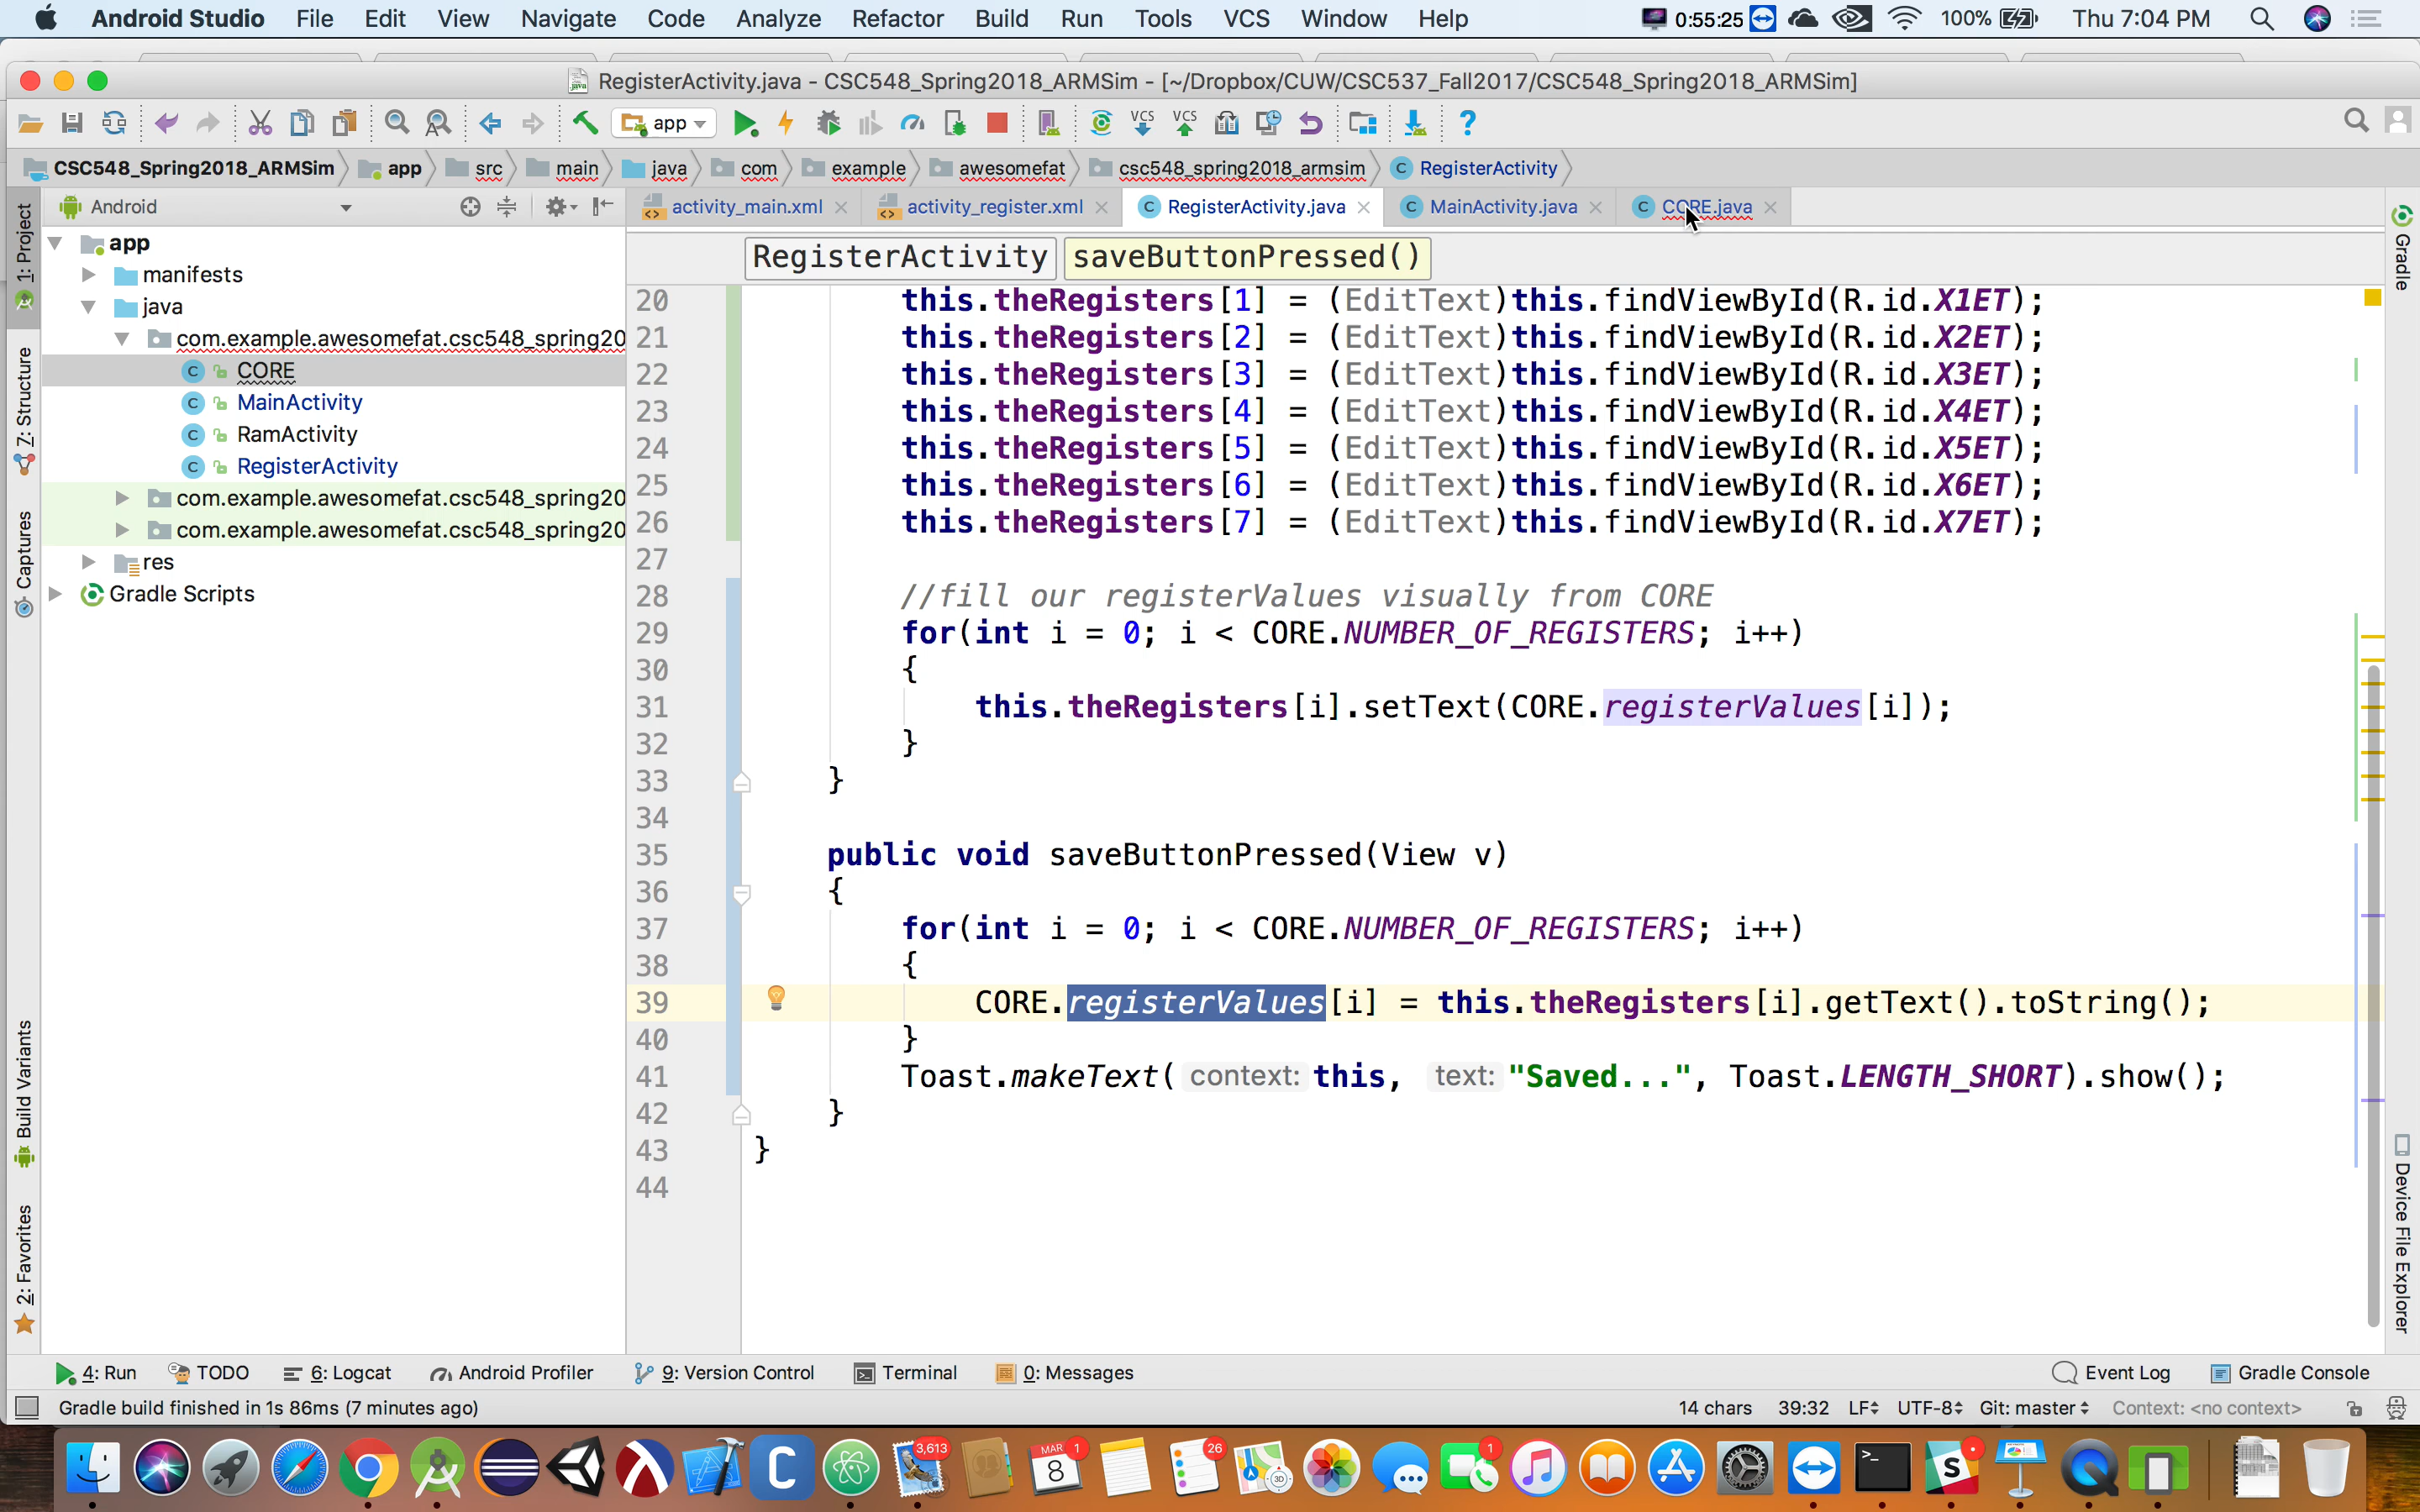 Android Studio File Edit View Navigate Code Analyze Refactor Build Run Tools VCS Window Help 0:55:25 100% Thu 7:04 PM
RegisterActivity.java - CSC548_Spring2018_ARMSim - [~/Dropbox/CUW/CSC537_Fall2017/CSC548_Spring2018_ARMSim]
app VCS VCS ?
CSC548_Spring2018_ARMSim app src main java com example awesomefat csc548_spring2018_armsim C RegisterActivity
Android
activity_main.xml activity_register.xml C RegisterActivity.java C MainActivity.java C CORE.java
RegisterActivity saveButtonPressed()
app
manifests
java
com.example.awesomefat.csc548_spring20
C CORE
C MainActivity
C RamActivity
C RegisterActivity
com.example.awesomefat.csc548_spring20
com.example.awesomefat.csc548_spring20
res
Gradle Scripts
1: Project
7: Structure
Captures
Build Variants
2: Favorites
20 this.theRegisters[1] = (EditText)this.findViewById(R.id.X1ET);
21 this.theRegisters[2] = (EditText)this.findViewById(R.id.X2ET);
22 this.theRegisters[3] = (EditText)this.findViewById(R.id.X3ET);
23 this.theRegisters[4] = (EditText)this.findViewById(R.id.X4ET);
24 this.theRegisters[5] = (EditText)this.findViewById(R.id.X5ET);
25 this.theRegisters[6] = (EditText)this.findViewById(R.id.X6ET);
26 this.theRegisters[7] = (EditText)this.findViewById(R.id.X7ET);
27
28 //fill our registerValues visually from CORE
29 for(int i = 0; i < CORE.NUMBER_OF_REGISTERS; i++)
30 {
31 this.theRegisters[i].setText(CORE.registerValues[i]);
32 }
33 }
34
35 public void saveButtonPressed(View v)
36 {
37 for(int i = 0; i < CORE.NUMBER_OF_REGISTERS; i++)
38 {
39 CORE.registerValues[i] = this.theRegisters[i].getText().toString();
40 }
41 Toast.makeText( context: this, text: "Saved...", Toast.LENGTH_SHORT).show();
42 }
43 }
44
Gradle
Device File Explorer
4: Run TODO 6: Logcat Android Profiler 9: Version Control Terminal 0: Messages Event Log Gradle Console
Gradle build finished in 1s 86ms (7 minutes ago) 14 chars 39:32 LF UTF-8 Git: master Context: <no context>
3,613 MAR 8 1 26 3D 1
C >_ S